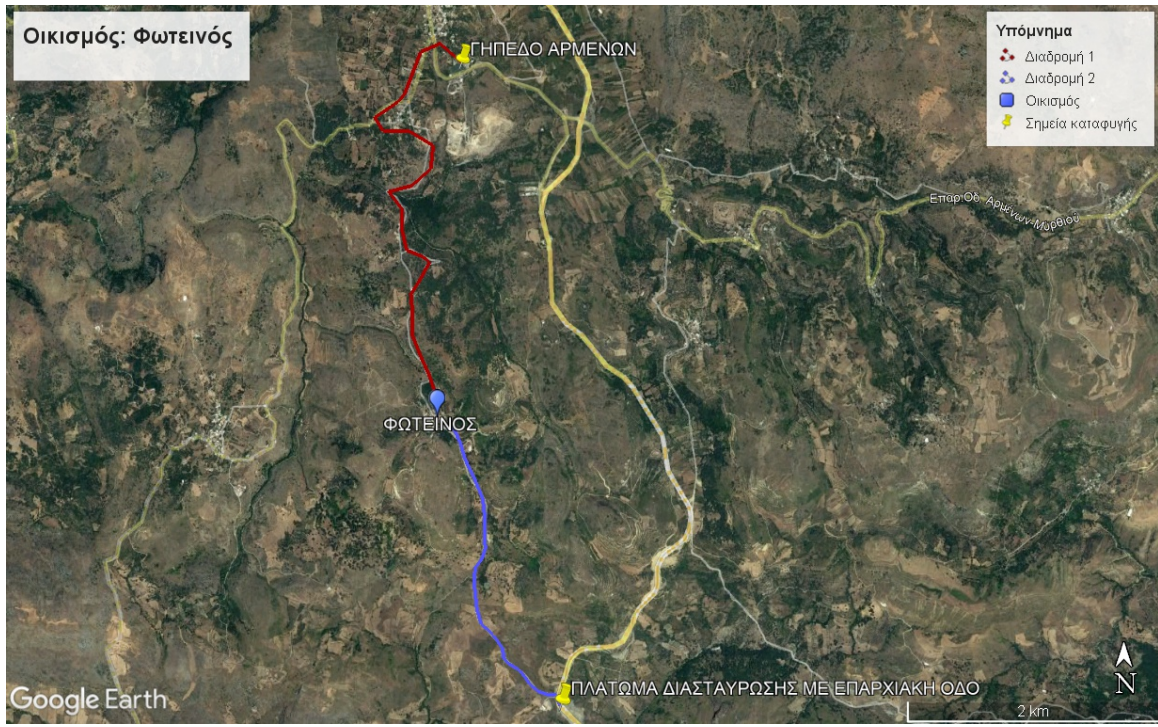 Οικισμός: Φωτεινός
ΓΗΠΕΔΟ ΑΡΜΕΝΩΝ
Υπόμνημα
Διαδρομή 1
Διαδρομή 2
Οικισμός
Σημεία καταφυγής
Επαρ.Οδ. Αρμένων-Μυρθίου
ΦΩΤΕΙΝΟΣ
ΠΛΑΤΩΜΑ ΔΙΑΣΤΑΥΡΩΣΗΣ ΜΕ ΕΠΑΡΧΙΑΚΗ ΟΔΟ
Google Earth
N
2 km